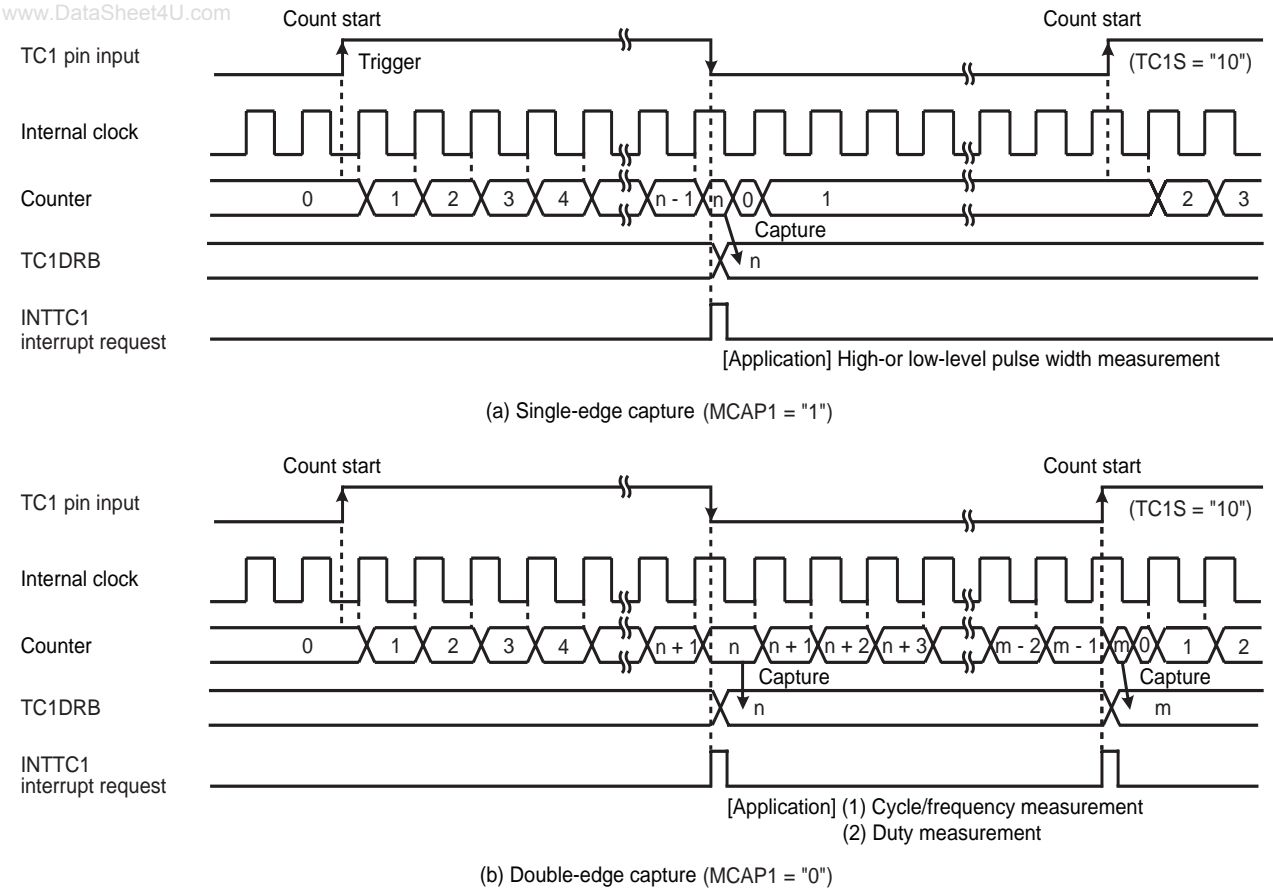 www.DataSheet4U.com
Count start Count start
TC1 pin input Trigger (TC1S = "10")
Internal clock
Counter 0 1 2 3 4 n - 1 n 0 1 2 3
Capture
TC1DRB n
INTTC1
interrupt request
[Application] High-or low-level pulse width measurement
(a) Single-edge capture (MCAP1 = "1")
Count start Count start
TC1 pin input (TC1S = "10")
Internal clock
Counter 0 1 2 3 4 n + 1 n n + 1 n + 2 n + 3 m - 2 m - 1 m 0 1 2
Capture Capture
TC1DRB n m
INTTC1
interrupt request
[Application] (1) Cycle/frequency measurement
(2) Duty measurement
(b) Double-edge capture (MCAP1 = "0")